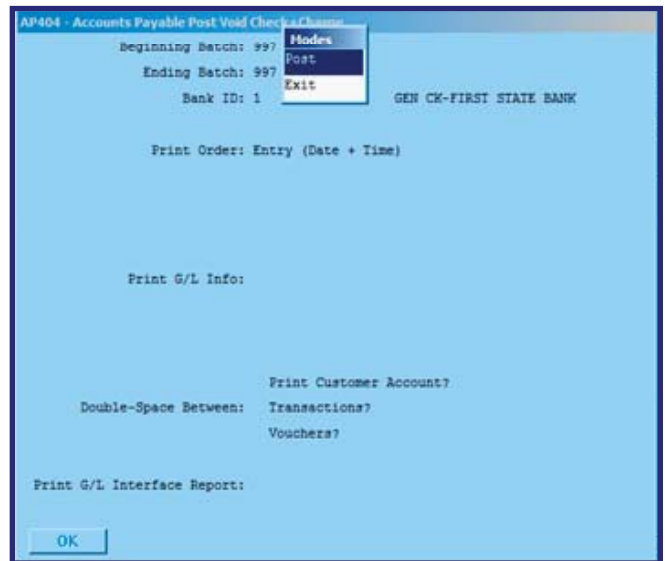 AP404 - Accounts Payable Post Void Check+Charge
Modes
Post
Exit
Beginning Batch: 997
Ending Batch: 997
Bank ID: 1 GEN CK-FIRST STATE BANK
Print Order: Entry (Date + Time)
Print G/L Info:
Print Customer Account?
Double-Space Between: Transactions?
Vouchers?
Print G/L Interface Report:
OK